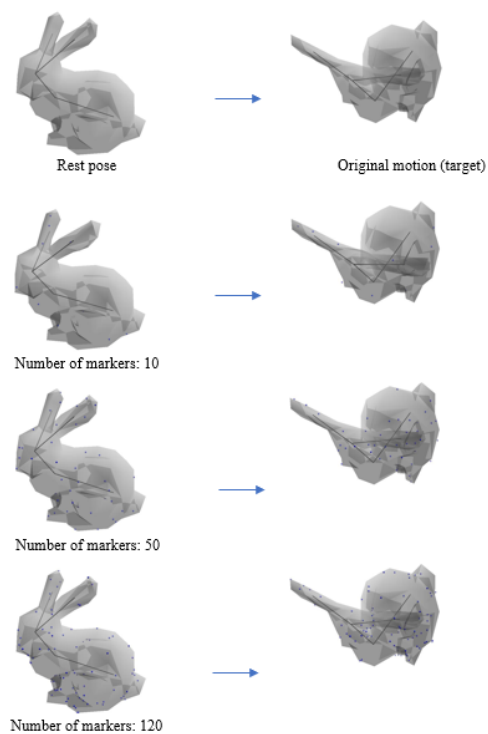 Rest pose
Original motion (target)
Number of markers: 10
Number of markers: 50
Number of markers: 120